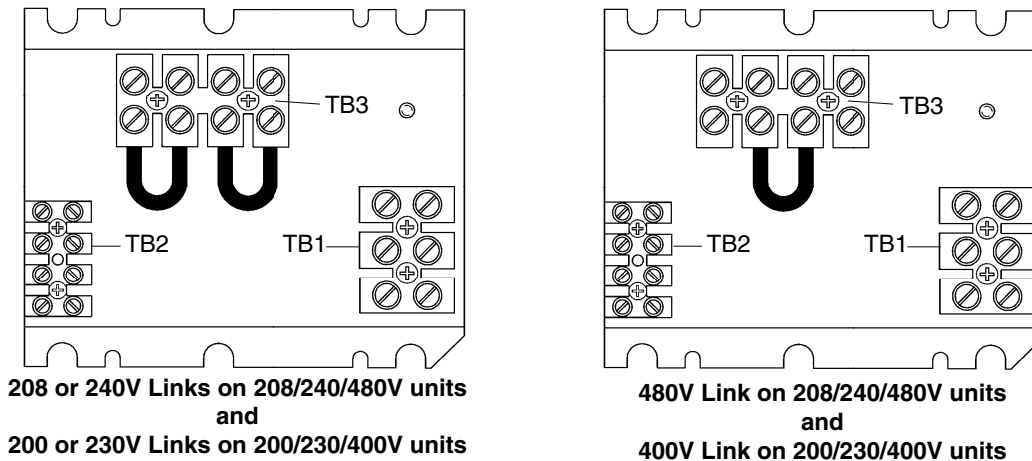 TB3
TB2
TB1
208 or 240V Links on 208/240/480V units
and
200 or 230V Links on 200/230/400V units
TB3
TB2
TB1
480V Link on 208/240/480V units
and
400V Link on 200/230/400V units